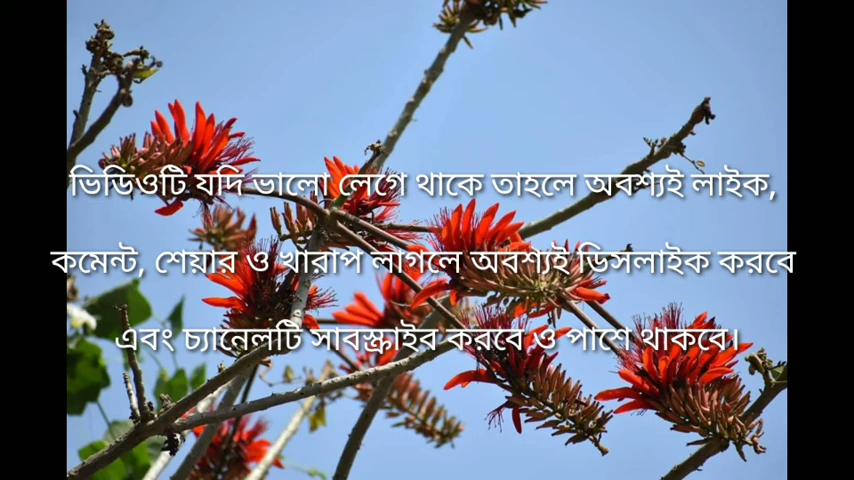 ভিডিওটি যদি ভালো লেগে থাকে তাহলে অবশ্যই লাইক,
কমেন্ট, শেয়ার ও খারাপ লাগলে অবশ্যই ডিসলাইক করবে
এবং চ্যানেলটি সাবস্ক্রাইব করবে ও পাশে থাকবে।